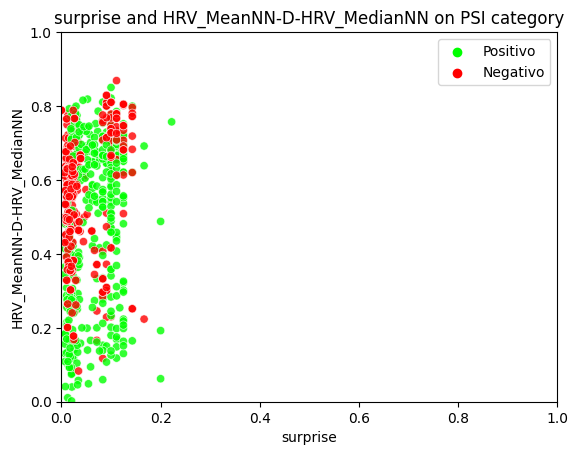 surprise and HRV_MeanNN-D-HRV_MedianNN on PSI category
1.0
0.8
0.6
0.4
0.2
0.0
HRV_MeanNN-D-HRV_MedianNN
Positivo
Negativo
0.0 0.2 0.4 0.6 0.8 1.0
surprise